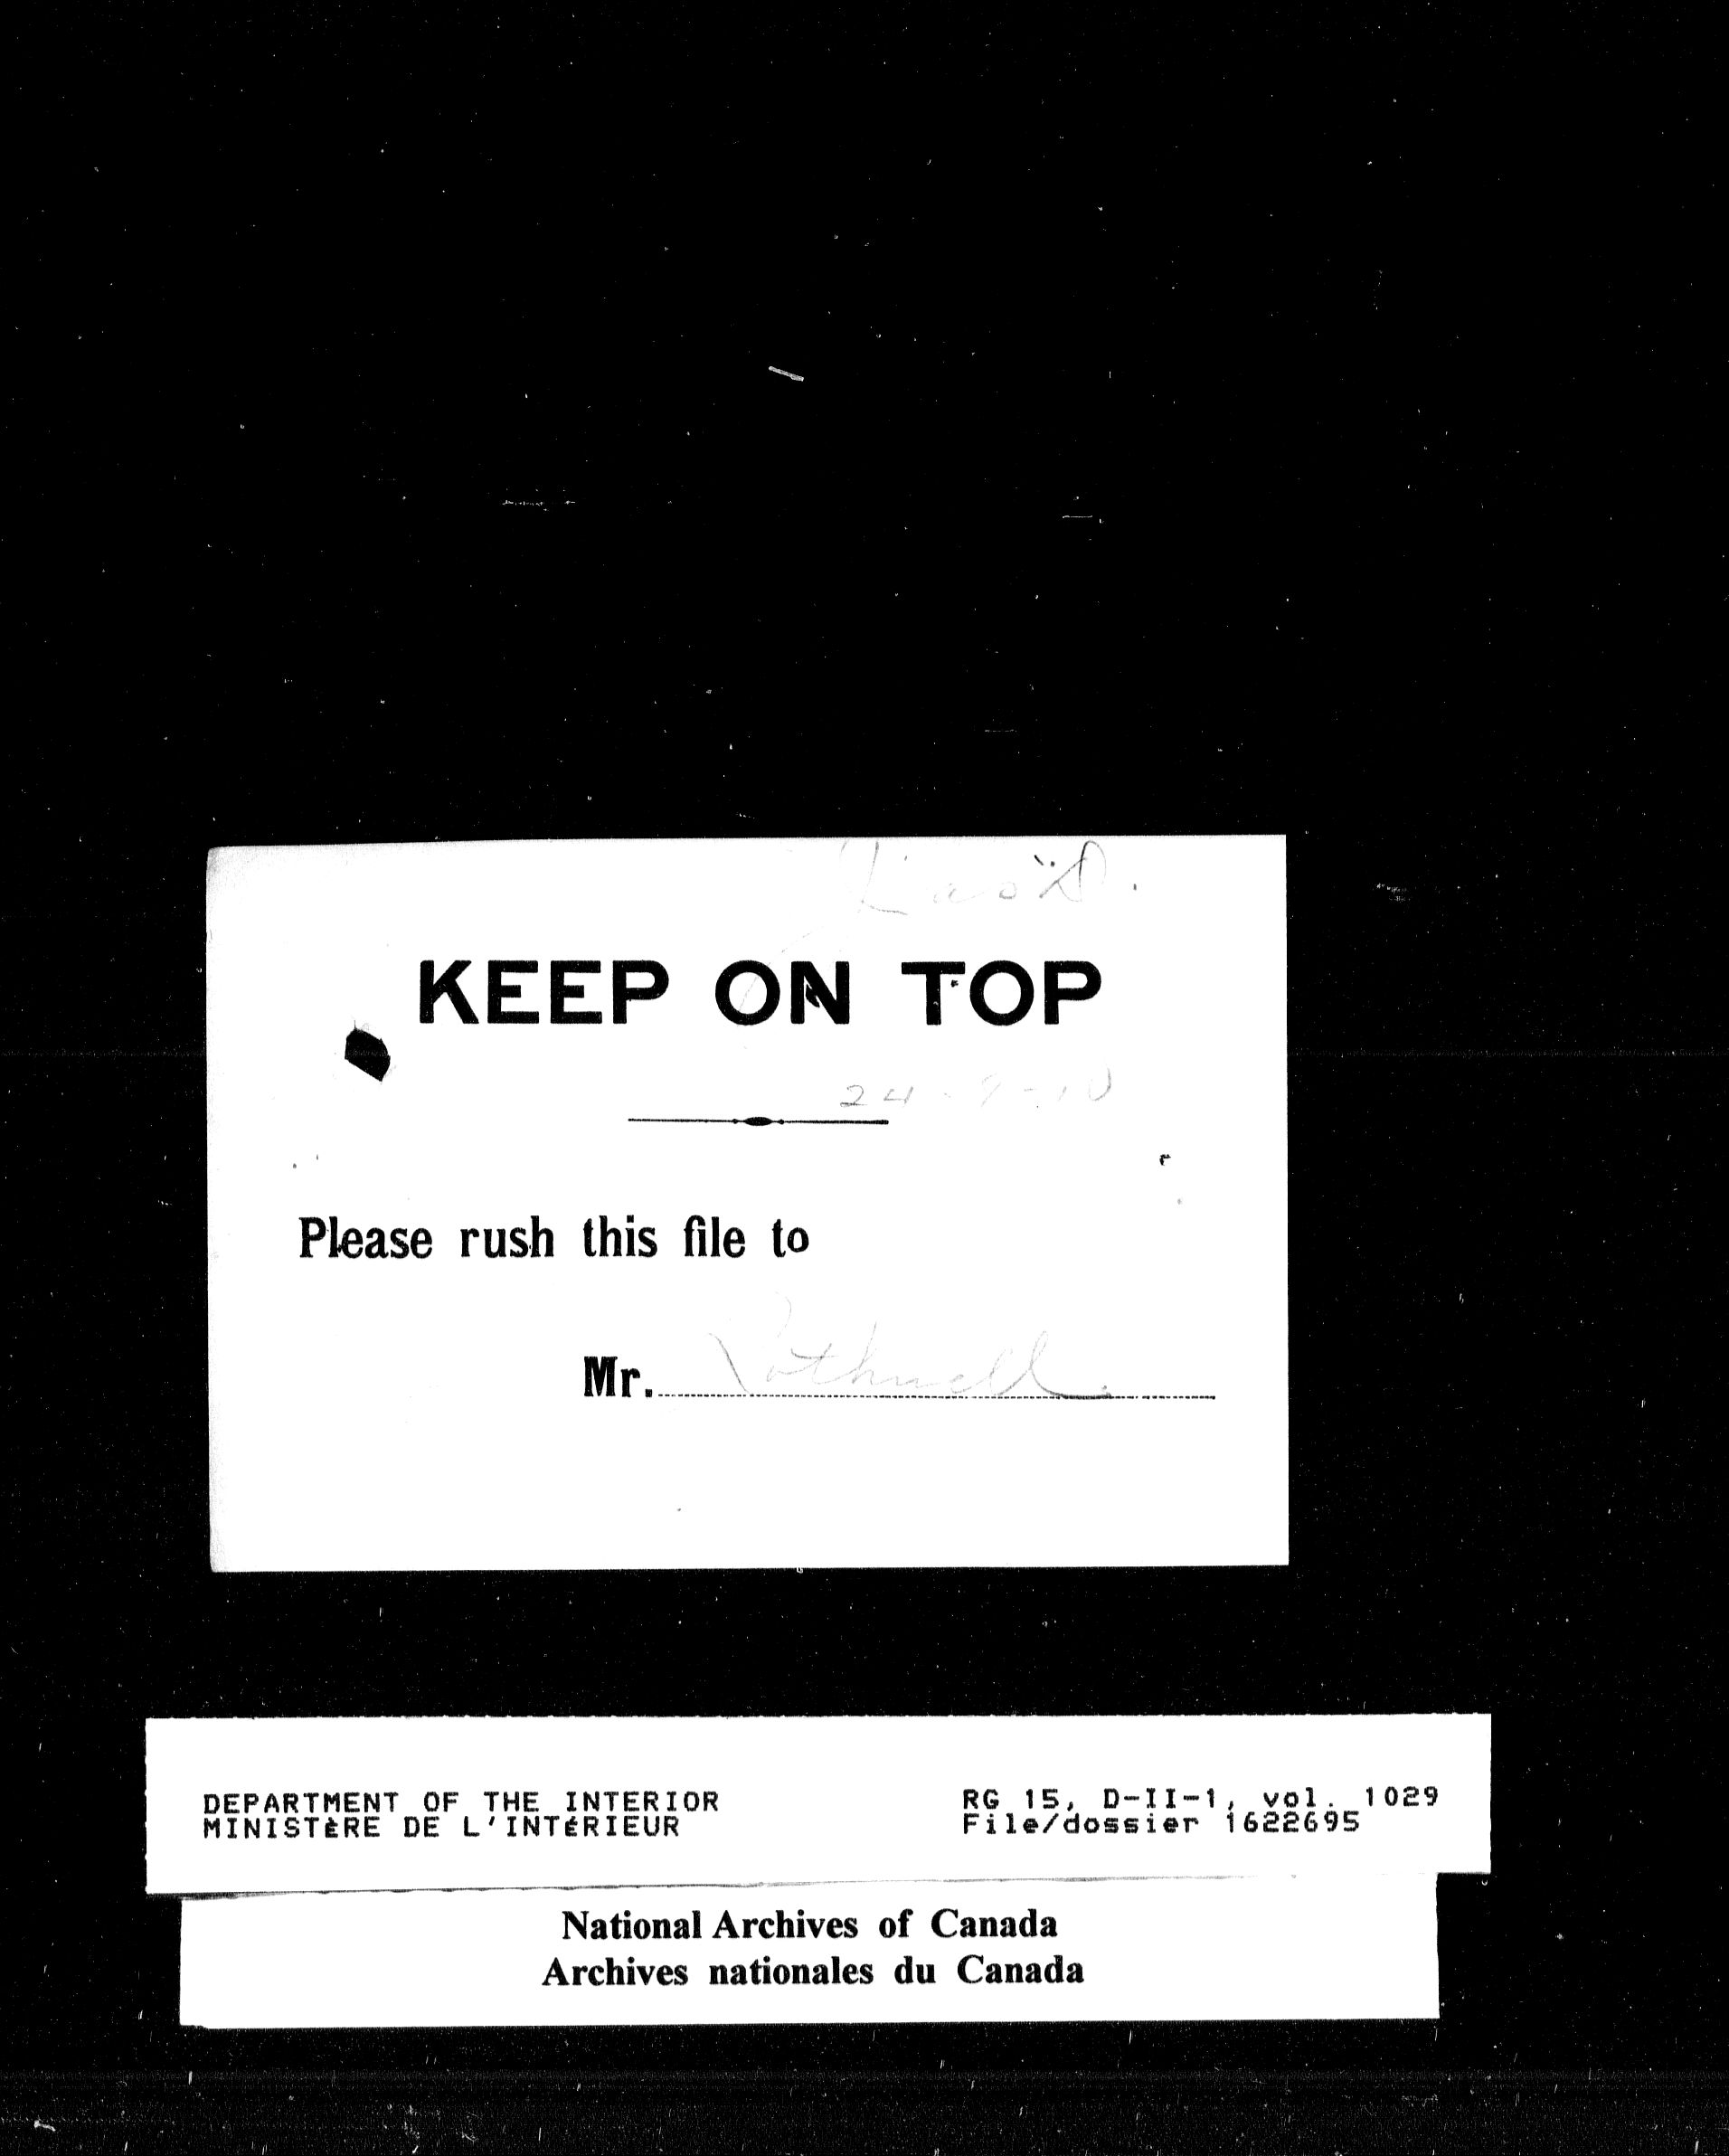 KEEP ON TOP
24-9-10
Please rush this file to
Mr. Rothwell.
DEPARTMENT OF THE INTERIOR
MINISTÈRE DE L'INTÉRIEUR
RG 15, D-II-1, vol. 1029
File/dossier 1622695
National Archives of Canada
Archives nationales du Canada